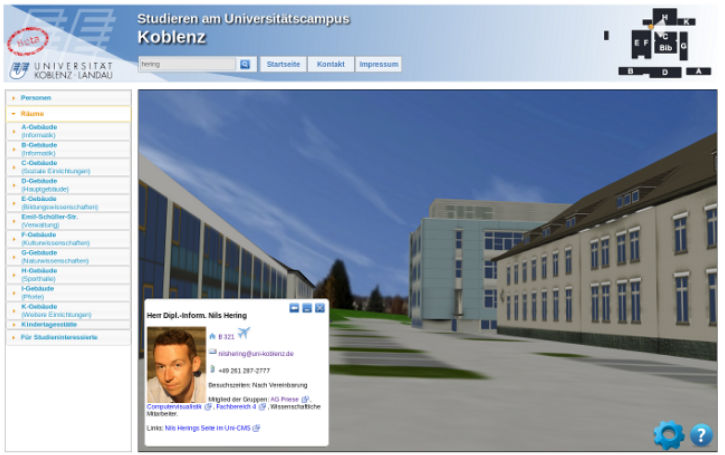 Studieren am Universitätscampus
Koblenz
Beta
UNIVERSITÄT
KOBLENZ · LANDAU
hering
Startseite
Kontakt
Impressum
H
K
E F
C
Bib
G
B
D
A
Personen
Räume
A-Gebäude
(Informatik)
B-Gebäude
(Informatik)
C-Gebäude
(Soziale Einrichtungen)
D-Gebäude
(Hauptgebäude)
E-Gebäude
(Bildungswissenschaften)
Emil-Schüller-Str.
(Verwaltung)
F-Gebäude
(Kulturwissenschaften)
G-Gebäude
(Naturwissenschaften)
H-Gebäude
(Sporthalle)
I-Gebäude
(Pforte)
K-Gebäude
(Weitere Einrichtungen)
Kindertagesstätte
Für Studieninteressierte
Herr Dipl.-Inform. Nils Hering
B 321
nilshering@uni-koblenz.de
+49 261 287-2777
Besuchszeiten: Nach Vereinbarung
Mitglied der Gruppen: AG Priese ,
Computervisualistik , Fachbereich 4 , Wissenschaftliche
Mitarbeiter.
Links: Nils Herings Seite im Uni-CMS
?